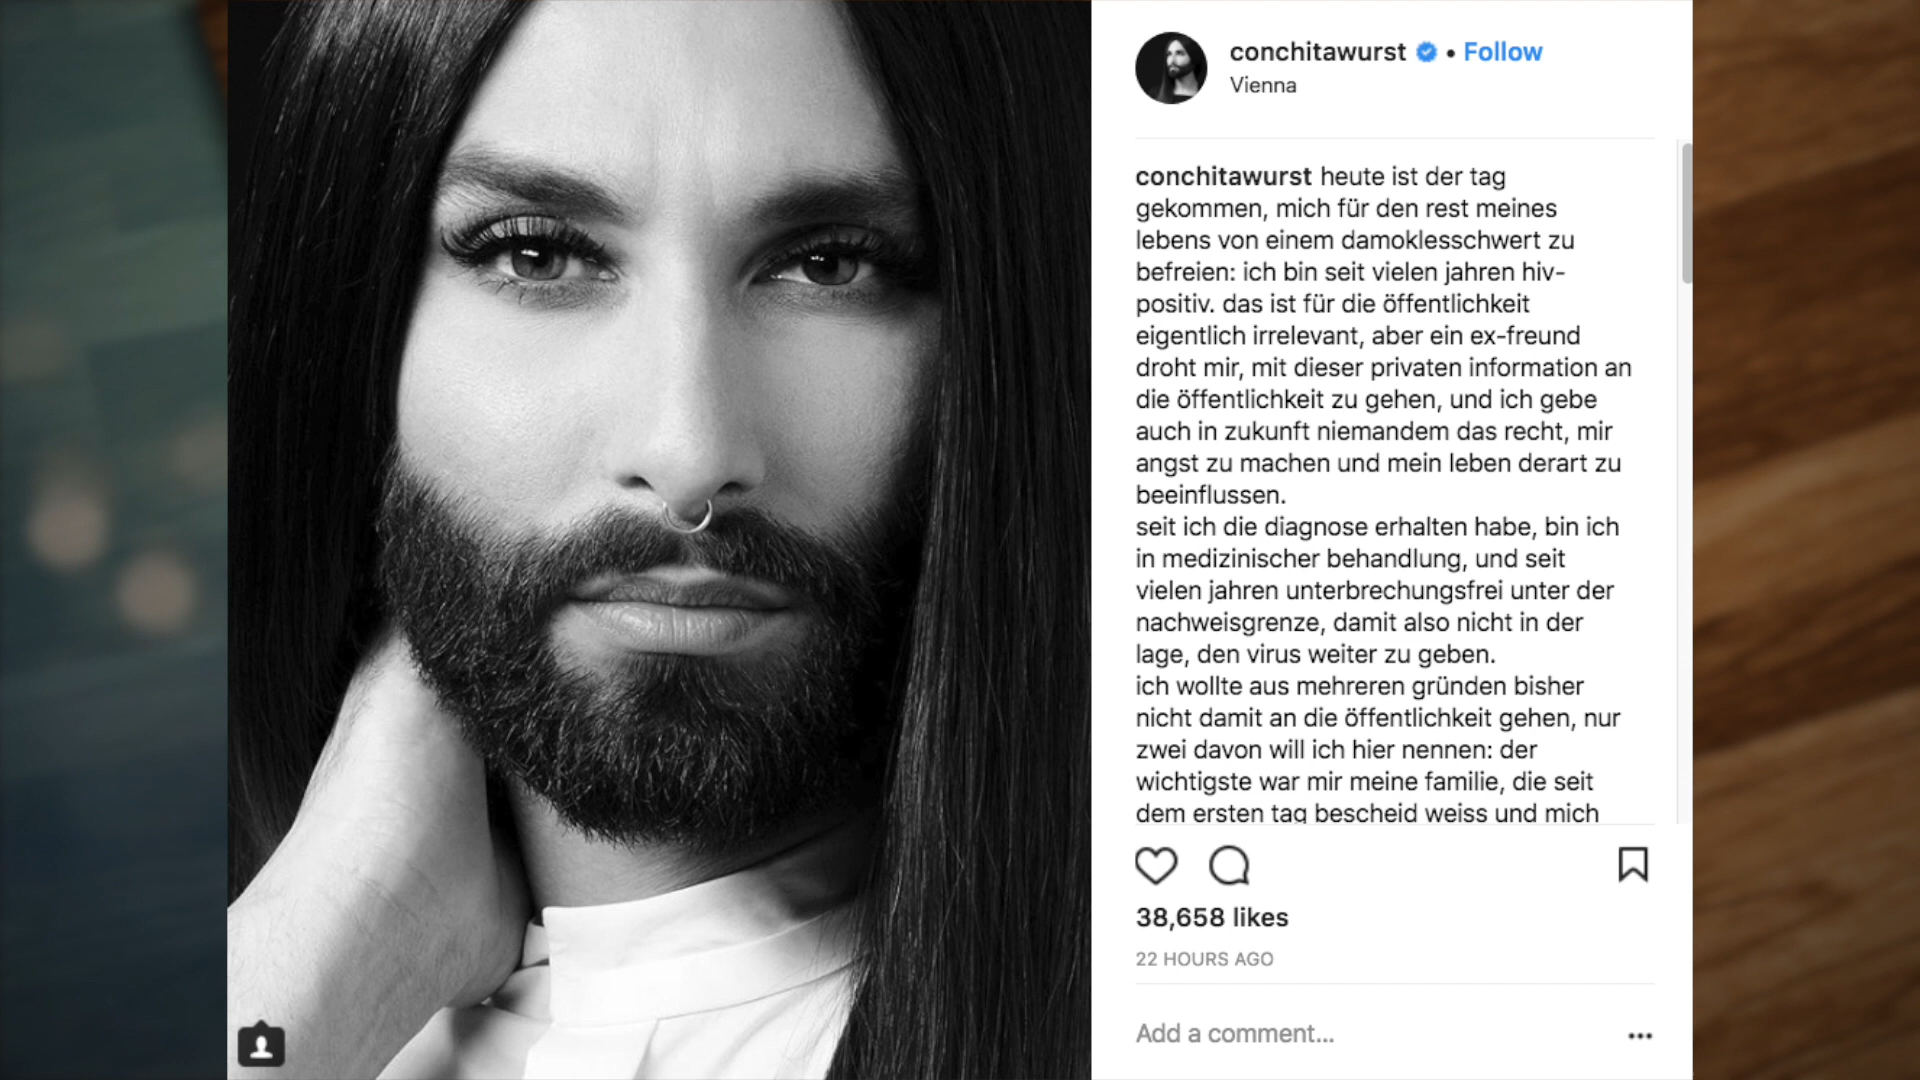 conchitawurst • Follow
Vienna
conchitawurst heute ist der tag
gekommen, mich für den rest meines
lebens von einem damoklesschwert zu
befreien: ich bin seit vielen jahren hiv-
positiv. das ist für die öffentlichkeit
eigentlich irrelevant, aber ein ex-freund
droht mir, mit dieser privaten information an
die öffentlichkeit zu gehen, und ich gebe
auch in zukunft niemandem das recht, mir
angst zu machen und mein leben derart zu
beeinflussen.
seit ich die diagnose erhalten habe, bin ich
in medizinischer behandlung, und seit
vielen jahren unterbrechungsfrei unter der
nachweisgrenze, damit also nicht in der
lage, den virus weiter zu geben.
ich wollte aus mehreren gründen bisher
nicht damit an die öffentlichkeit gehen, nur
zwei davon will ich hier nennen: der
wichtigste war mir meine familie, die seit
dem ersten tag bescheid weiss und mich
38,658 likes
22 HOURS AGO
Add a comment...